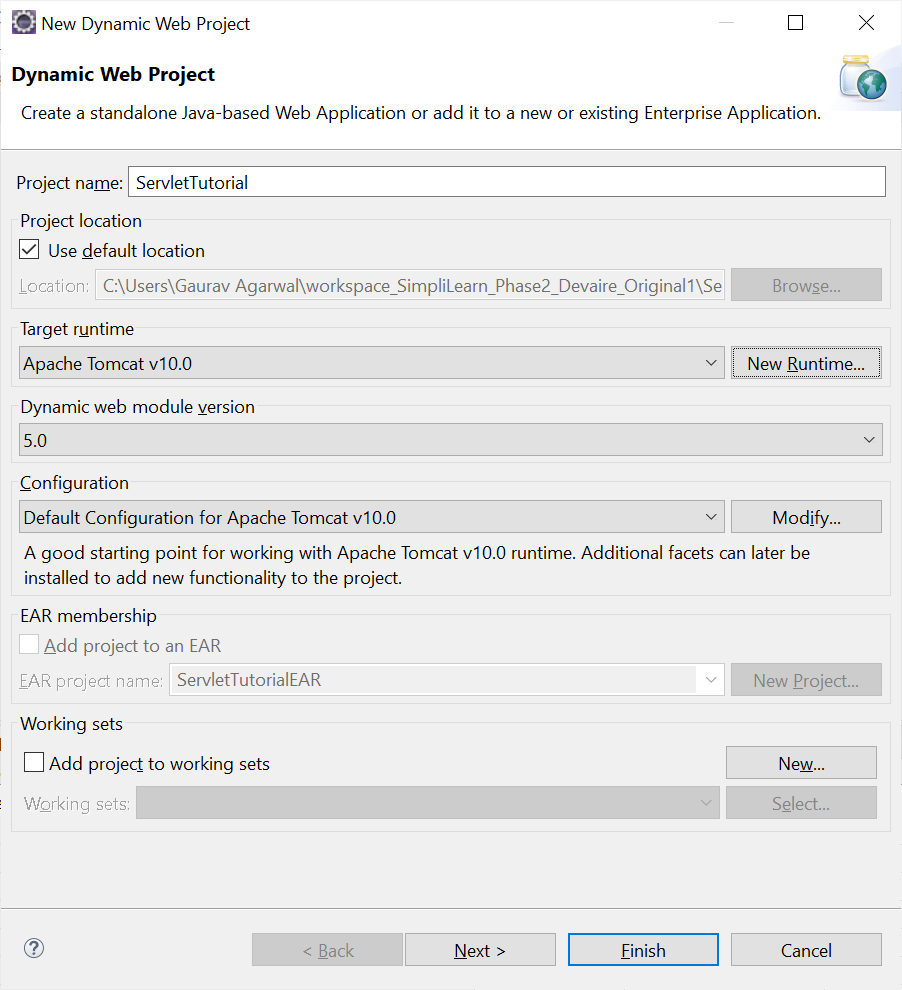 New Dynamic Web Project
Dynamic Web Project
Create a standalone Java-based Web Application or add it to a new or existing Enterprise Application.
Project name: ServletTutorial
Project location
Use default location
Location: C:\Users\Gaurav Agarwal\workspace_SimpliLearn_Phase2_Devaire_Original1\Se Browse...
Target runtime
Apache Tomcat v10.0 New Runtime...
Dynamic web module version
5.0
Configuration
Default Configuration for Apache Tomcat v10.0 Modify...
A good starting point for working with Apache Tomcat v10.0 runtime. Additional facets can later be
installed to add new functionality to the project.
EAR membership
Add project to an EAR
EAR project name: ServletTutorialEAR New Project...
Working sets
Add project to working sets New...
Working sets: Select...
? < Back Next > Finish Cancel